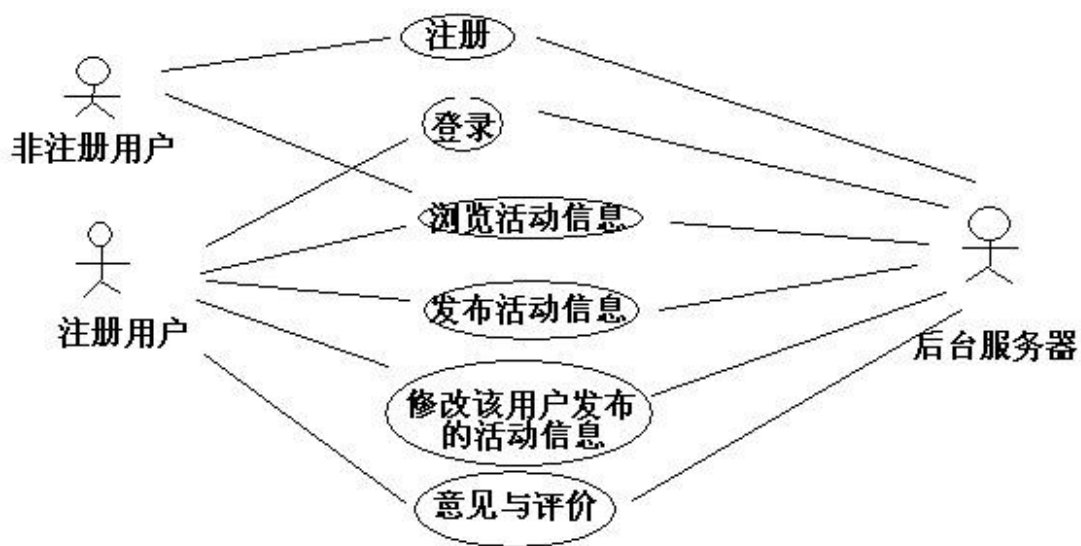 注册
登录
非注册用户
浏览活动信息
发布活动信息
注册用户
后台服务器
修改该用户发布
的活动信息
意见与评价